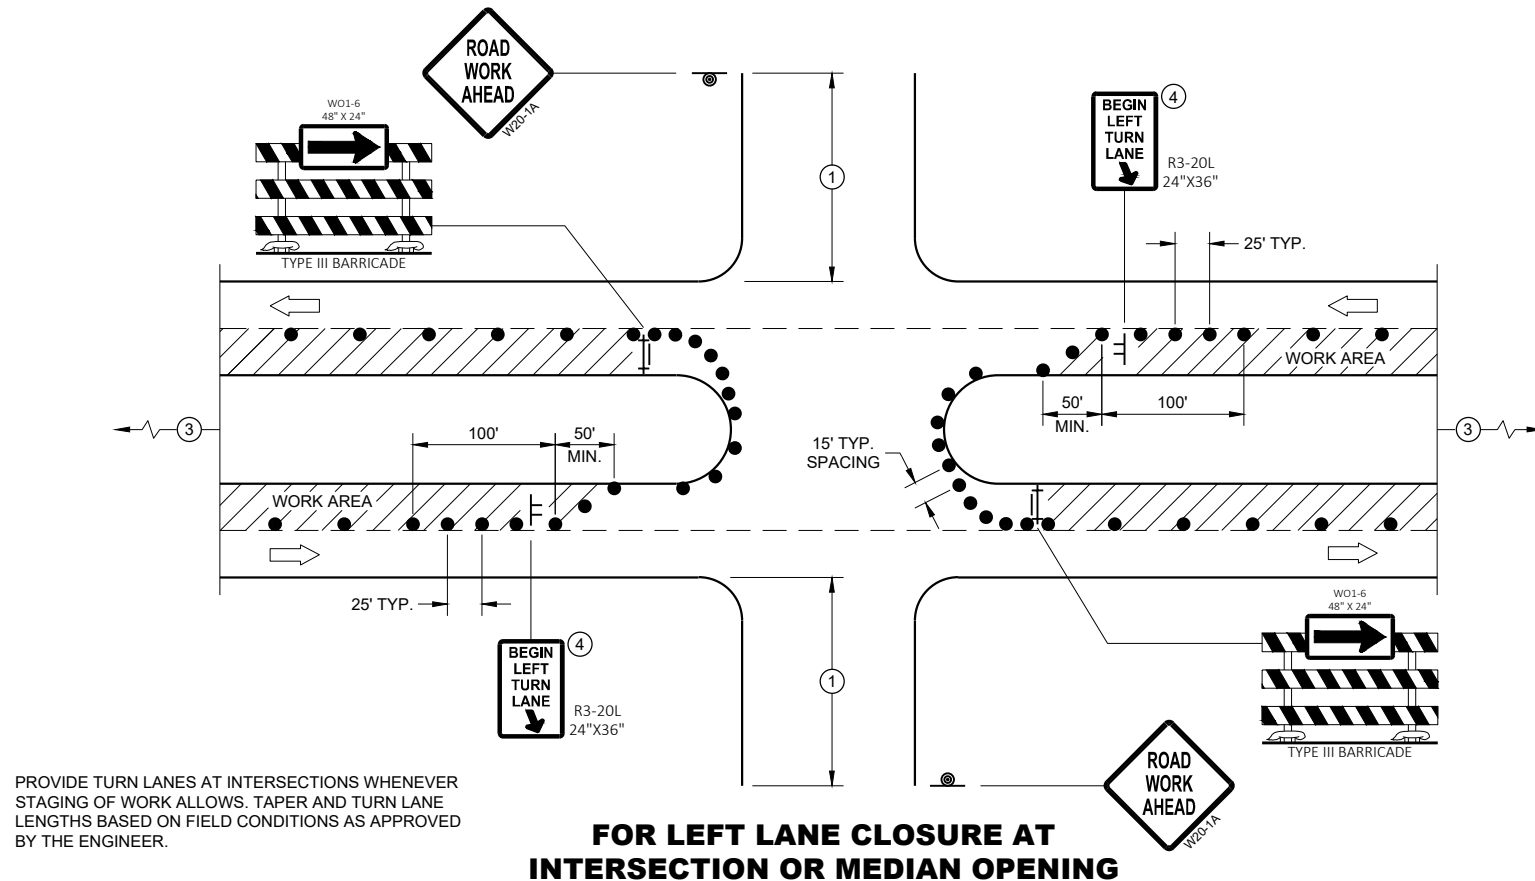 ROAD
WORK
AHEAD
W20-1A
WO1-6
48" X 24"
TYPE III BARRICADE
1
BEGIN
LEFT
TURN
LANE
4
R3-20L
24"X36"
25' TYP.
WORK AREA
50'
MIN.
100'
3
3
100'
50'
MIN.
15' TYP.
SPACING
WORK AREA
25' TYP.
BEGIN
LEFT
TURN
LANE
4
R3-20L
24"X36"
1
WO1-6
48" X 24"
TYPE III BARRICADE
ROAD
WORK
AHEAD
W20-1A
PROVIDE TURN LANES AT INTERSECTIONS WHENEVER
STAGING OF WORK ALLOWS. TAPER AND TURN LANE
LENGTHS BASED ON FIELD CONDITIONS AS APPROVED
BY THE ENGINEER.
FOR LEFT LANE CLOSURE AT
INTERSECTION OR MEDIAN OPENING